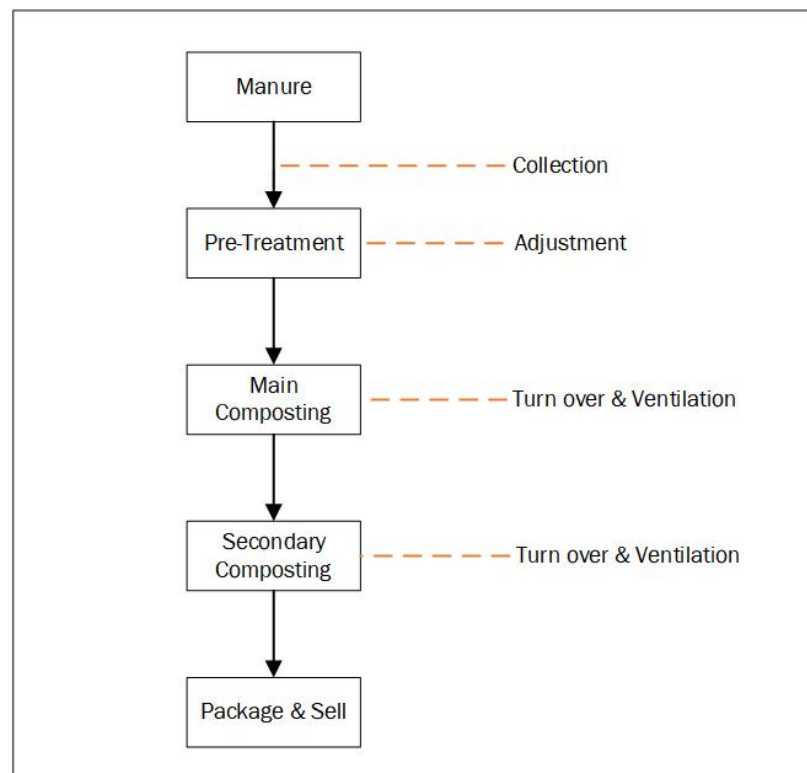 Manure
Collection
Pre-Treatment
Adjustment
Main
Composting
Turn over & Ventilation
Secondary
Composting
Turn over & Ventilation
Package & Sell